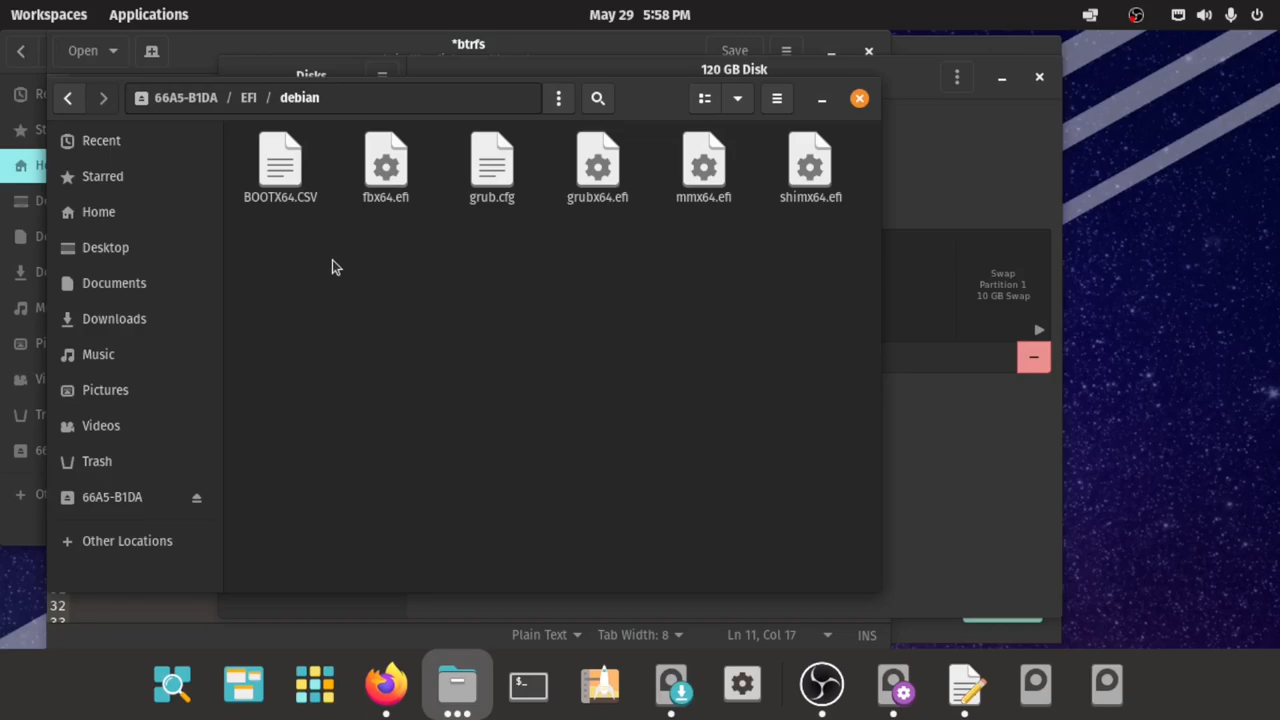 Workspaces Applications May 29 5:58 PM
Open *btrfs Save
Disks 120 GB Disk
66A5-B1DA / EFI / debian
Recent
Starred
Home
Desktop
Documents
Downloads
Music
Pictures
Videos
Trash
66A5-B1DA
+ Other Locations
BOOTX64.CSV fbx64.efi grub.cfg grubx64.efi mmx64.efi shimx64.efi
Swap
Partition 1
10 GB Swap
32
Plain Text Tab Width: 8 Ln 11, Col 17 INS
$_